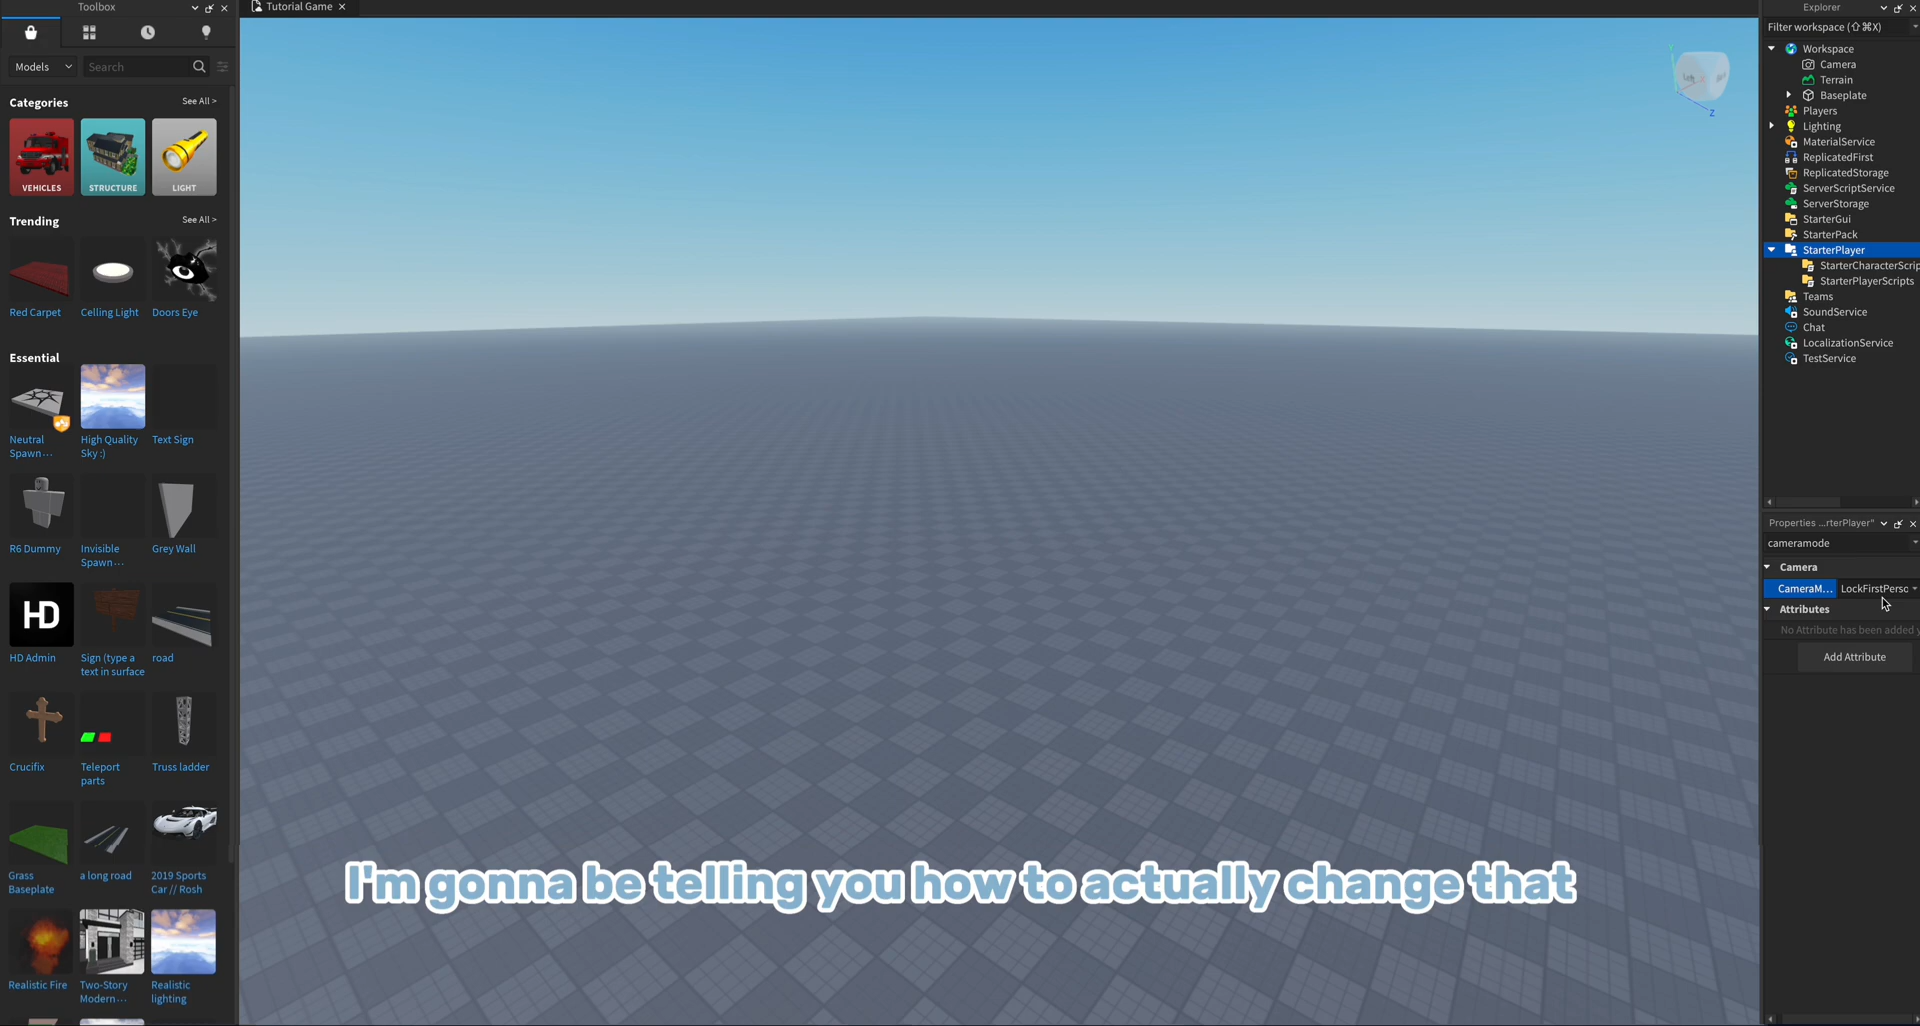 Toolbox
Models
Search
Categories
See All >
VEHICLES
STRUCTURE
LIGHT
Trending
See All >
Red Carpet
Celling Light
Doors Eye
Essential
Neutral
Spawn...
High Quality
Sky :)
Text Sign
R6 Dummy
Invisible
Spawn...
Grey Wall
HD
HD Admin
Sign (type a
text in surface
road
Crucifix
Teleport
parts
Truss ladder
Grass
Baseplate
a long road
2019 Sports
Car // Rosh
Realistic Fire
Two-Story
Modern...
Realistic
lighting
Tutorial Game
Y
Z
I'm gonna be telling you how to actually change that
Explorer
Filter workspace (⇧⌘X)
Workspace
Camera
Terrain
Baseplate
Players
Lighting
MaterialService
ReplicatedFirst
ReplicatedStorage
ServerScriptService
ServerStorage
StarterGui
StarterPack
StarterPlayer
StarterCharacterScrip
StarterPlayerScripts
Teams
SoundService
Chat
LocalizationService
TestService
Properties ...rterPlayer"
cameramode
Camera
CameraM... LockFirstPersc
Attributes
No Attribute has been added y
Add Attribute